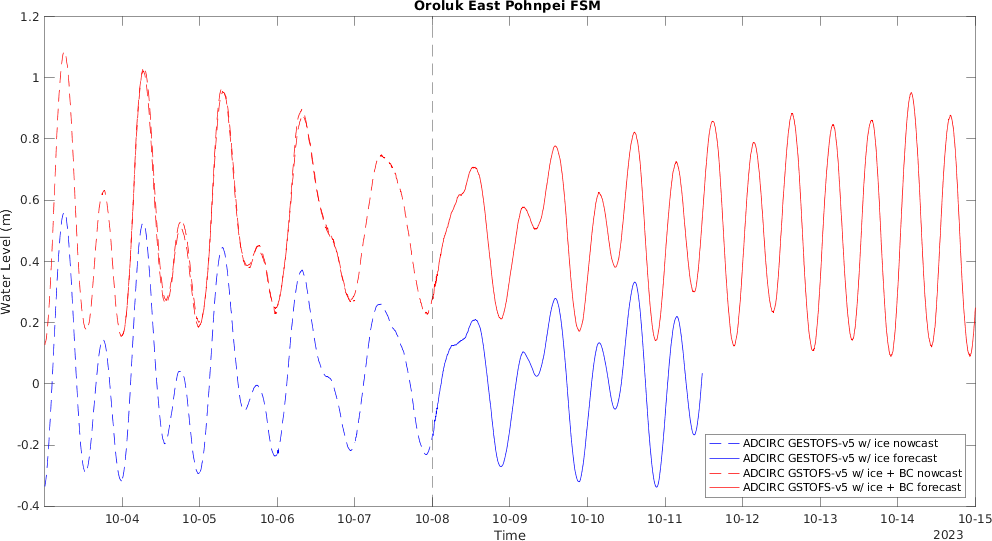 Oroluk East Pohnpei FSM
1.2
1
0.8
0.6
0.4
0.2
0
-0.2
-0.4
Water Level (m)
ADCIRC GESTOFS-v5 w/ ice nowcast
ADCIRC GESTOFS-v5 w/ ice forecast
ADCIRC GSTOFS-v5 w/ ice + BC nowcast
ADCIRC GSTOFS-v5 w/ ice + BC forecast
10-04 10-05 10-06 10-07 10-08 10-09 10-10 10-11 10-12 10-13 10-14 10-15
Time
2023